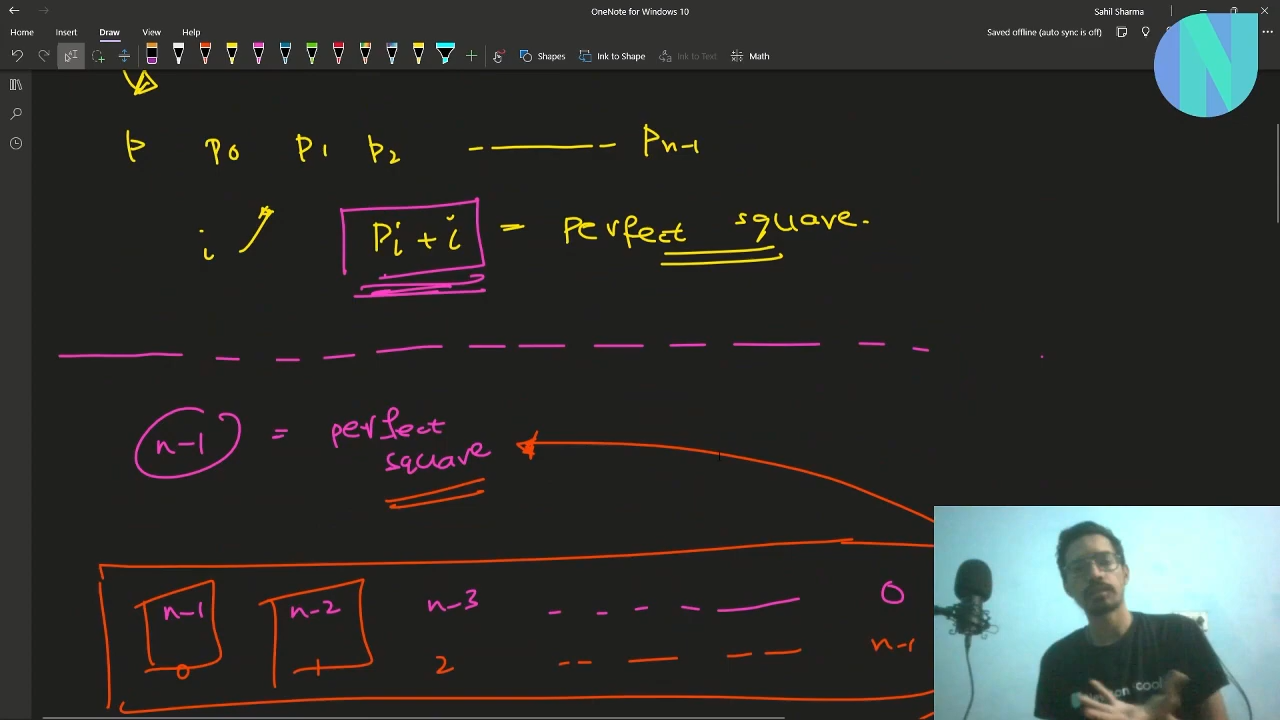 OneNote for Windows 10
Sahil Sharma
Home Insert Draw View Help
Saved offline (auto sync is off)
Shapes Ink to Shape Ink to Text Math
p p0 p1 p2 pn-1
i Pi + i = perfect square.
n-1 = perfect
square
n-1 n-2 n-3 0
0 1 2 n-1